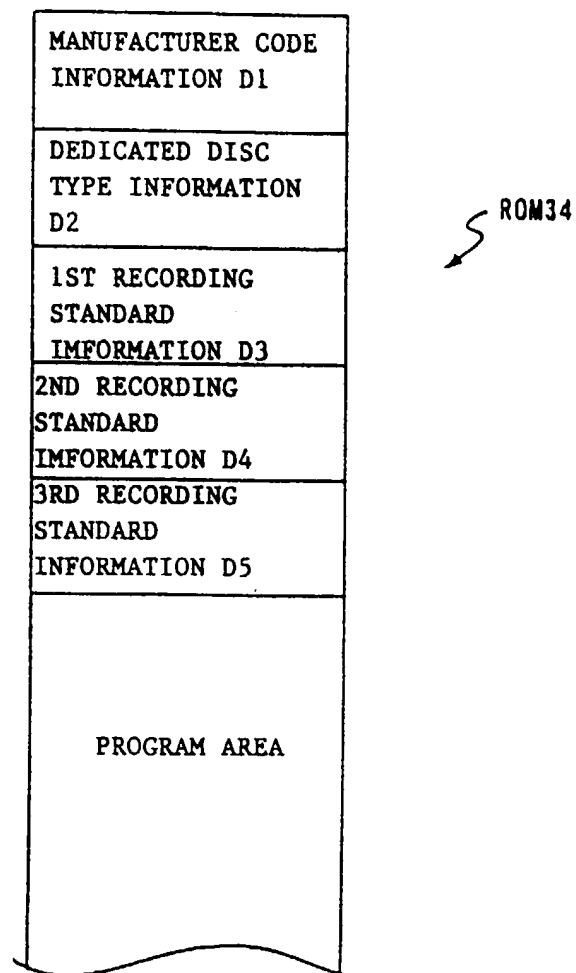 MANUFACTURER CODE
INFORMATION D1
DEDICATED DISC
TYPE INFORMATION
D2
ROM34
1ST RECORDING
STANDARD
IMFORMATION D3
2ND RECORDING
STANDARD
IMFORMATION D4
3RD RECORDING
STANDARD
INFORMATION D5
PROGRAM AREA